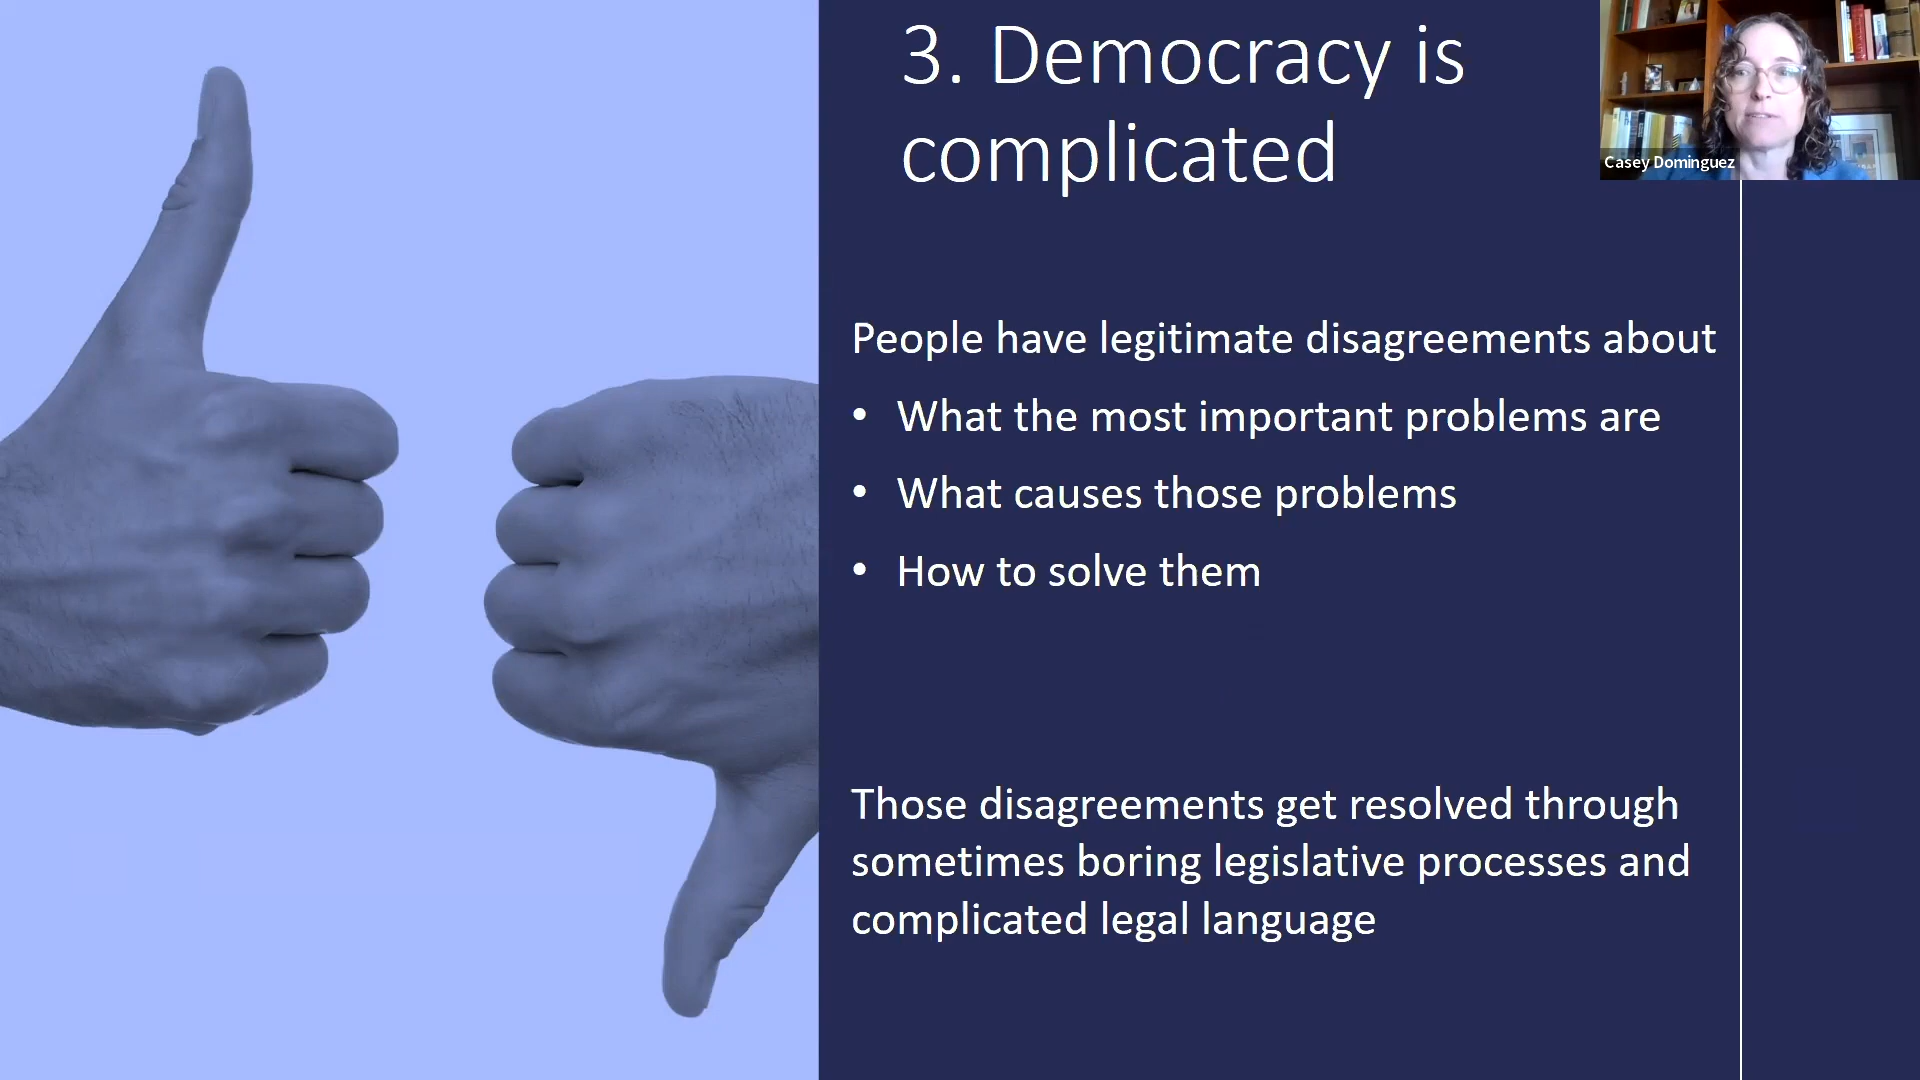 3. Democracy is
complicated
Casey Dominguez
People have legitimate disagreements about
• What the most important problems are
• What causes those problems
• How to solve them
Those disagreements get resolved through
sometimes boring legislative processes and
complicated legal language